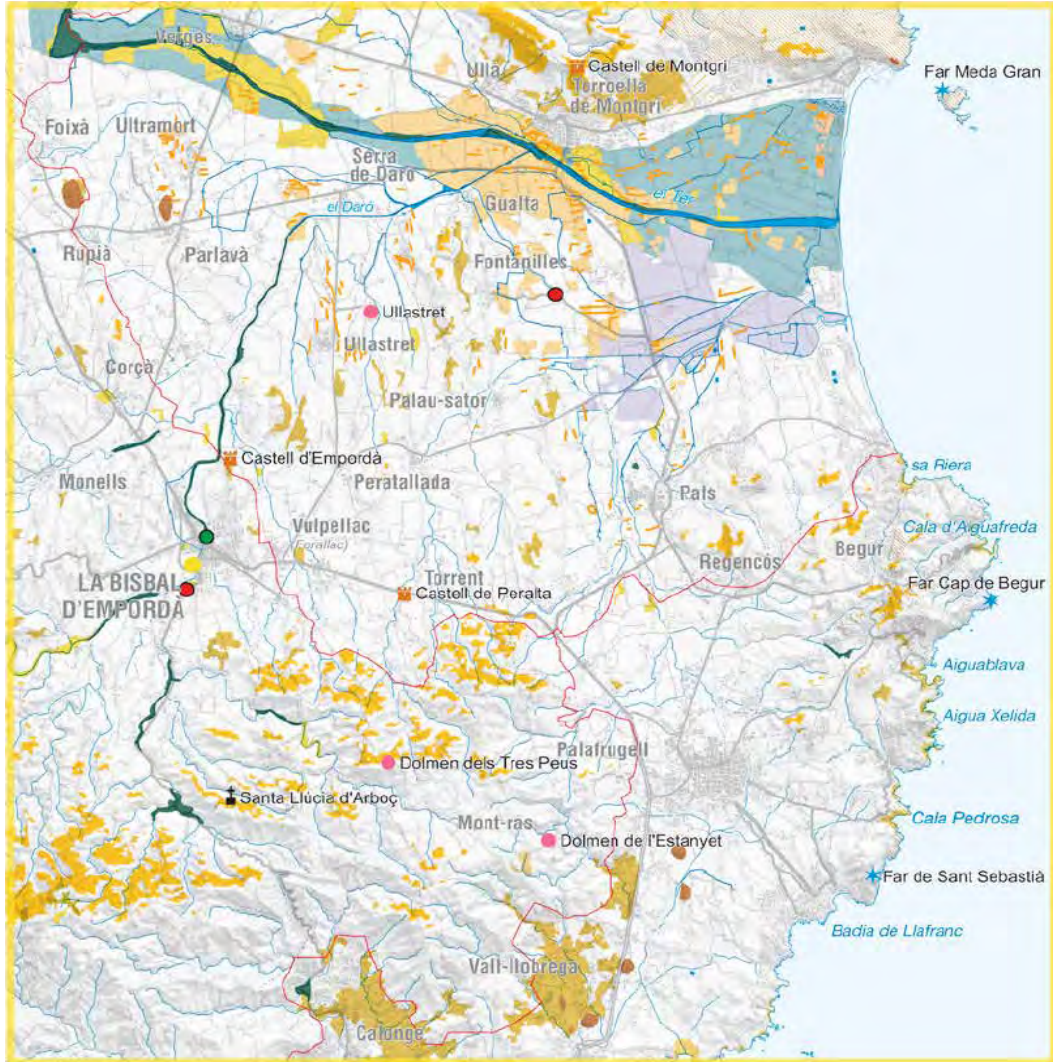 Verges
Ullà
Castell de Montgrí
Torroella
de Montgrí
Far Meda Gran
Foixà
Ultramort
Serra
de Daró
el Ter
el Daró
Gualta
Rupià
Parlavà
Fontanilles
Ullastret
Ullastret
Corçà
Palau-sator
Castell d'Empordà
sa Riera
Monells
Peratallada
Pals
Vulpellac
(Forallac)
Cala d'Aiguafreda
Begur
Regencós
LA BISBAL
D'EMPORDÀ
Torrent
Castell de Peralta
Far Cap de Begur
Aiguablava
Aigua Xelida
Palafrugell
Dolmen dels Tres Peus
Santa Llúcia d'Arboç
Mont-ras
Cala Pedrosa
Dolmen de l'Estanyet
Far de Sant Sebastià
Badia de Llafranc
Vall-llobrega
Calonge